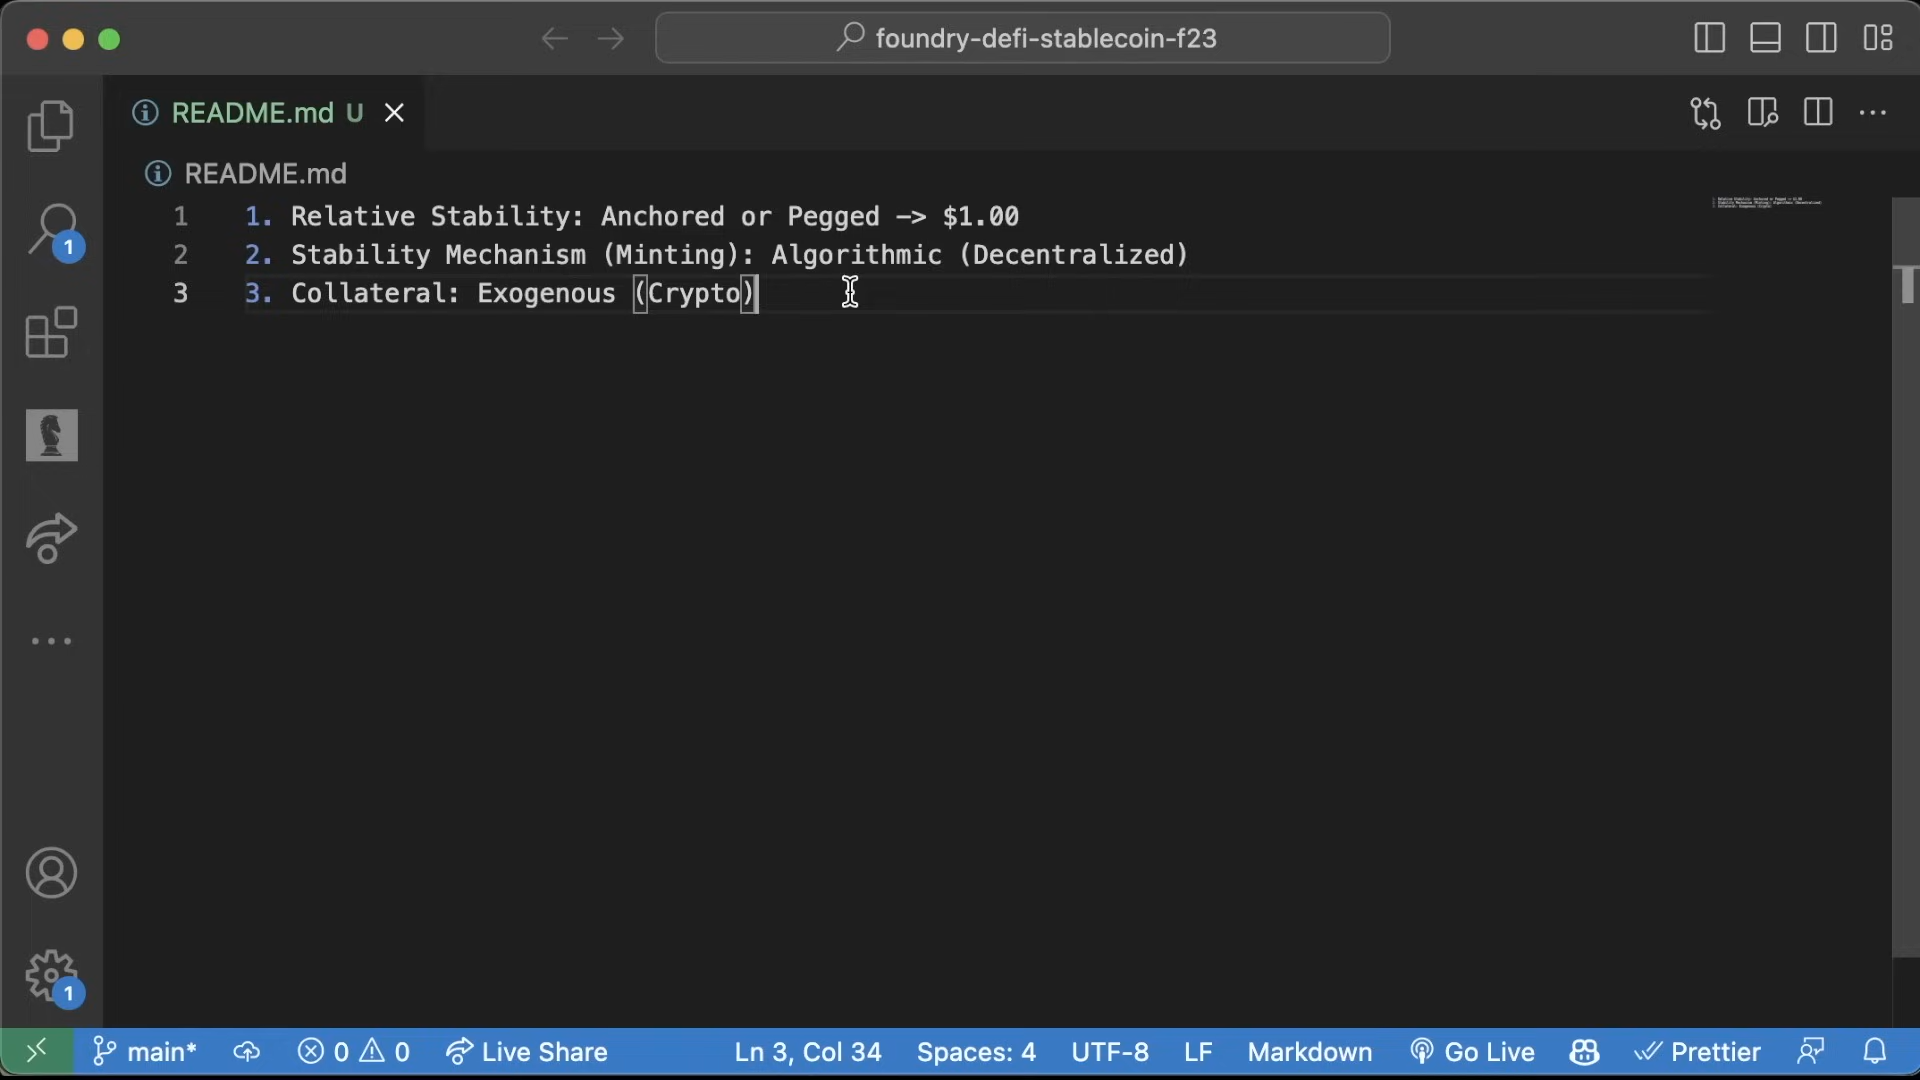 foundry-defi-stablecoin-f23
README.md U
README.md
1 1. Relative Stability: Anchored or Pegged -> $1.00
2 2. Stability Mechanism (Minting): Algorithmic (Decentralized)
3 3. Collateral: Exogenous (Crypto)
1
1
main* 0 0 Live Share Ln 3, Col 34 Spaces: 4 UTF-8 LF Markdown Go Live Prettier